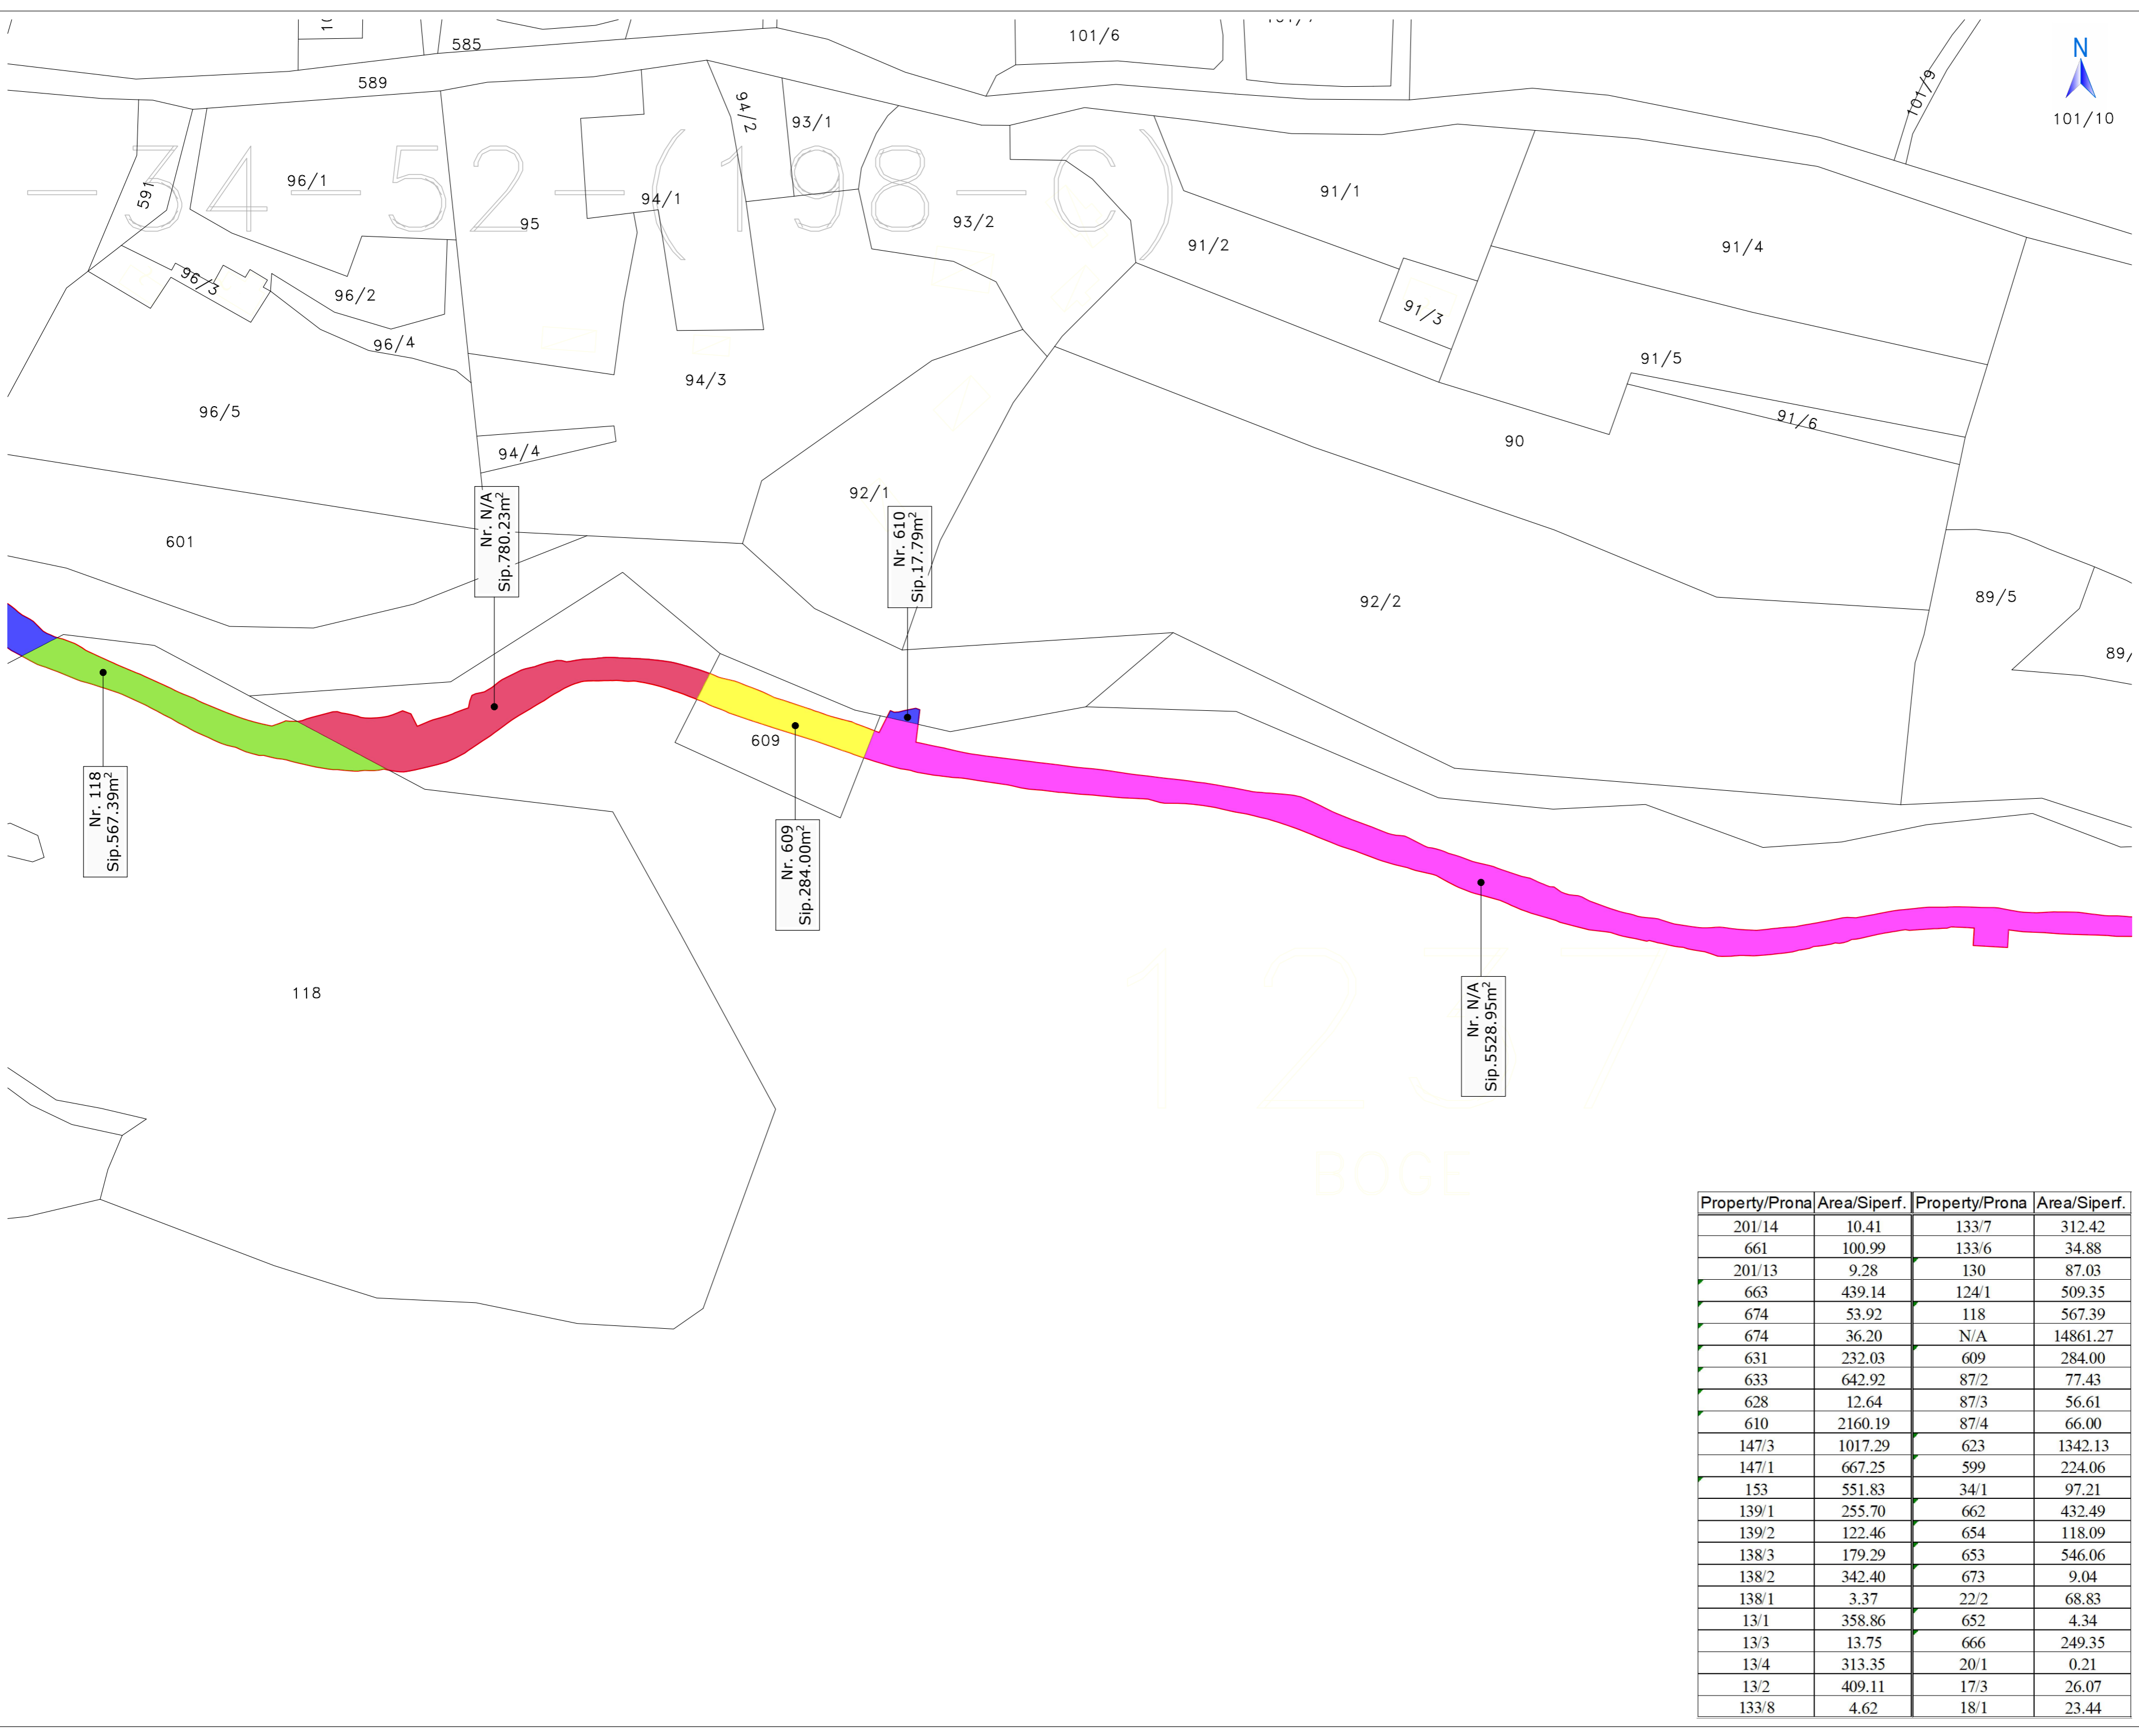 585
101/6
N
589
101/9
101/10
94/2
93/1
-34-52-(198-C)
591
96/1
94/1
95
93/2
91/1
91/2
91/4
96/3
96/2
91/3
96/4
94/3
91/5
96/5
91/6
90
94/4
92/1
601
Nr. N/A
Sip.780.23m²
Nr. 610
Sip.17.79m²
92/2
89/5
89/
609
Nr. 118
Sip.567.39m²
Nr. 609
Sip.284.00m²
118
Nr. N/A
Sip.5528.95m²
1237
BOGE
Property/Prona Area/Siperf. Property/Prona Area/Siperf.
201/14 10.41 133/7 312.42
661 100.99 133/6 34.88
201/13 9.28 130 87.03
663 439.14 124/1 509.35
674 53.92 118 567.39
674 36.20 N/A 14861.27
631 232.03 609 284.00
633 642.92 87/2 77.43
628 12.64 87/3 56.61
610 2160.19 87/4 66.00
147/3 1017.29 623 1342.13
147/1 667.25 599 224.06
153 551.83 34/1 97.21
139/1 255.70 662 432.49
139/2 122.46 654 118.09
138/3 179.29 653 546.06
138/2 342.40 673 9.04
138/1 3.37 22/2 68.83
13/1 358.86 652 4.34
13/3 13.75 666 249.35
13/4 313.35 20/1 0.21
13/2 409.11 17/3 26.07
133/8 4.62 18/1 23.44